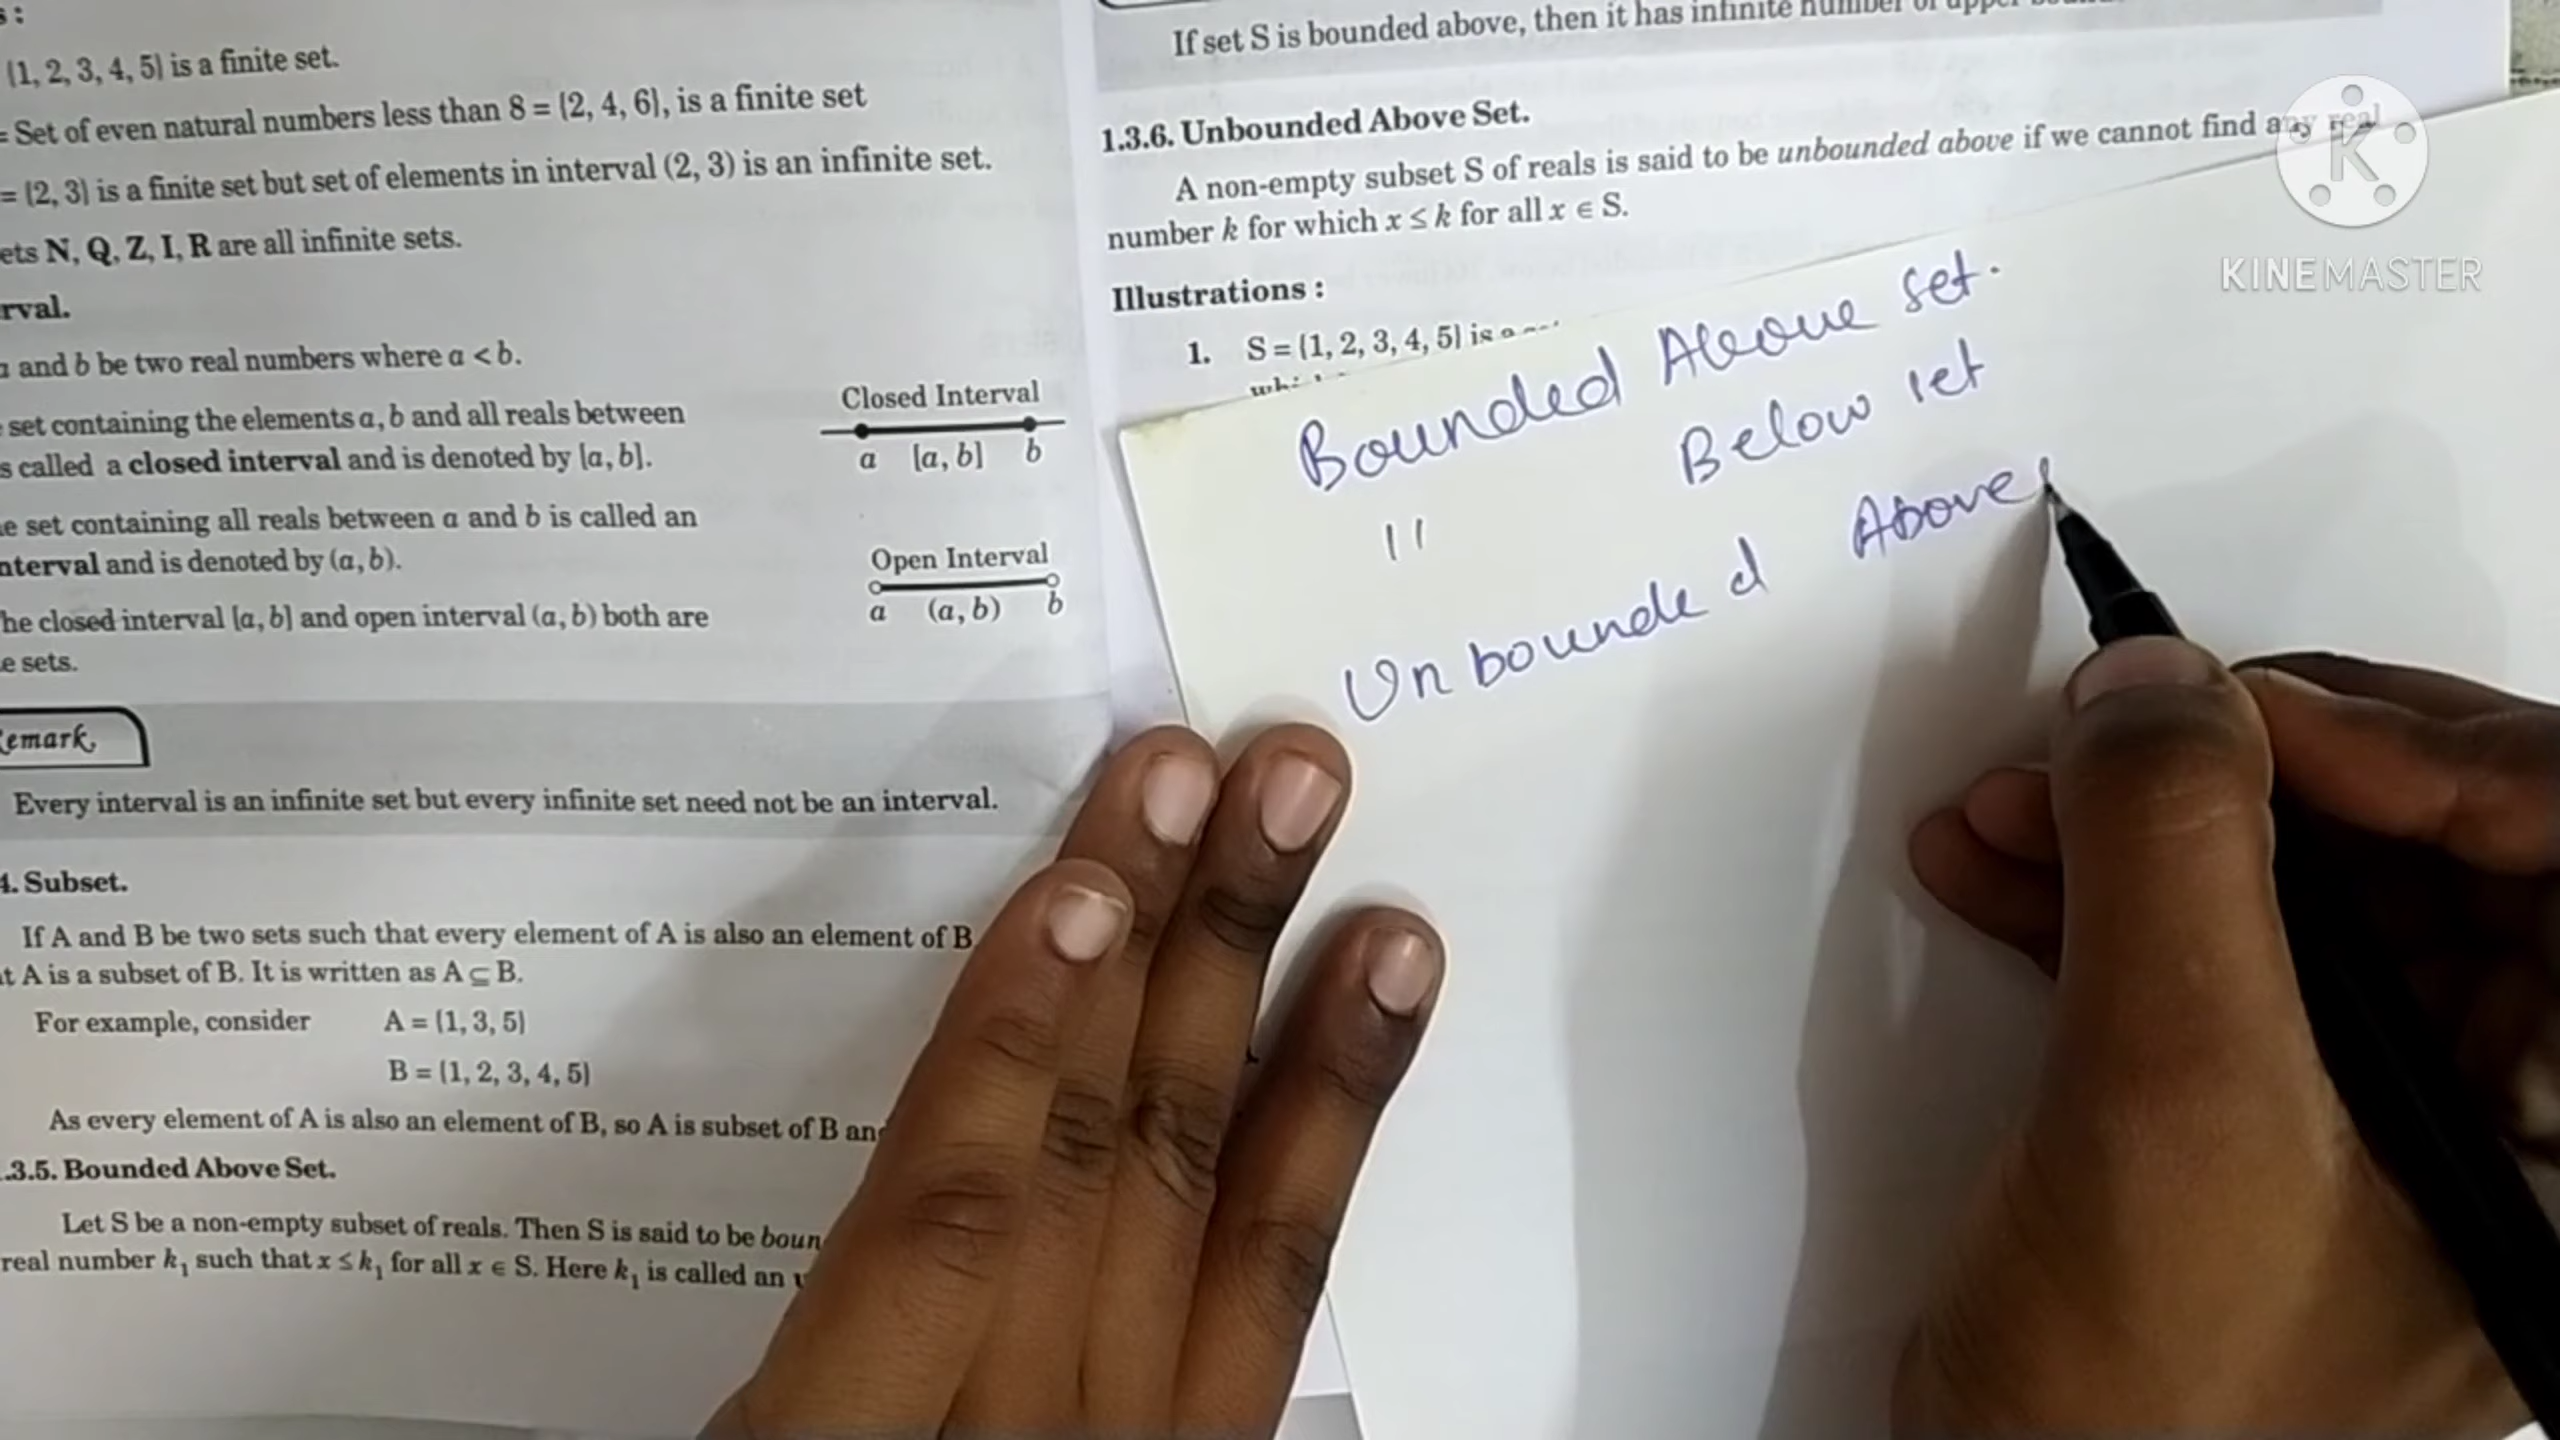 s :
{1, 2, 3, 4, 5} is a finite set.
= Set of even natural numbers less than 8 = {2, 4, 6}, is a finite set
= {2, 3} is a finite set but set of elements in interval (2, 3) is an infinite set.
ets N, Q, Z, I, R are all infinite sets.
rval.
a and b be two real numbers where a < b.
set containing the elements a, b and all reals between
s called a closed interval and is denoted by [a, b].
Closed Interval
a [a, b] b
e set containing all reals between a and b is called an
nterval and is denoted by (a, b).
Open Interval
a (a, b) b
he closed interval [a, b] and open interval (a, b) both are
e sets.
emark
Every interval is an infinite set but every infinite set need not be an interval.
4. Subset.
If A and B be two sets such that every element of A is also an element of B
t A is a subset of B. It is written as A ⊆ B.
For example, consider A = {1, 3, 5}
B = {1, 2, 3, 4, 5}
As every element of A is also an element of B, so A is subset of B an
.3.5. Bounded Above Set.
Let S be a non-empty subset of reals. Then S is said to be boun
real number k₁ such that x ≤ k₁ for all x ∈ S. Here k₁ is called an
If set S is bounded above, then it has infinite number of upper
1.3.6. Unbounded Above Set.
A non-empty subset S of reals is said to be unbounded above if we cannot find any real
number k for which x ≤ k for all x ∈ S.
Illustrations :
1. S = {1, 2, 3, 4, 5} is a
Bounded Above set.
" Below set
Unbounded Above
K
KINEMASTER